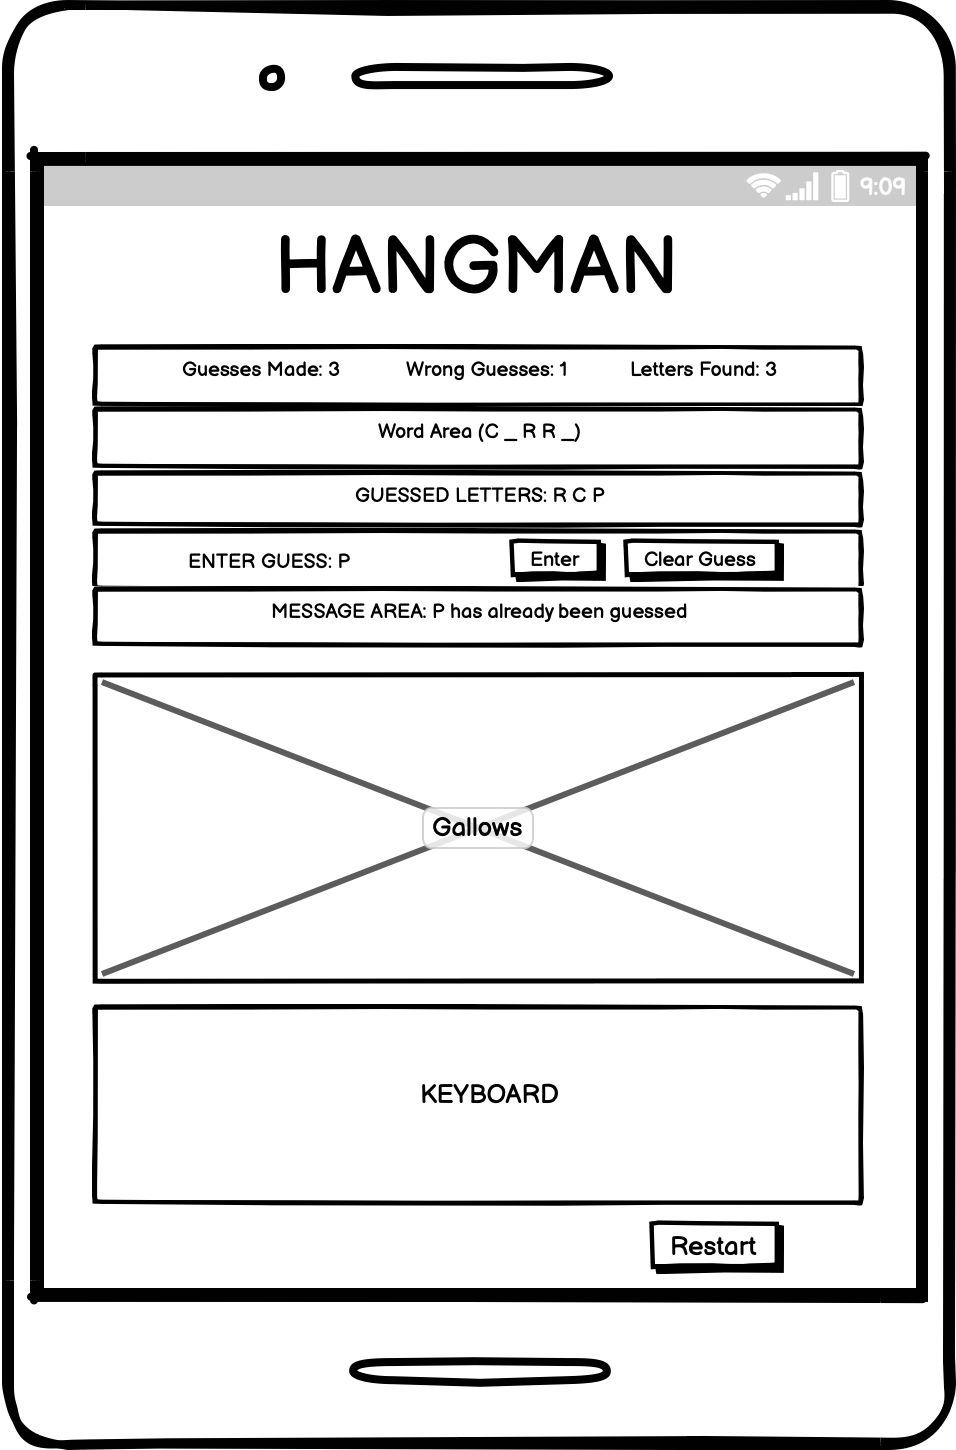 9:09
HANGMAN
Guesses Made: 3 Wrong Guesses: 1 Letters Found: 3
Word Area (C _ R R _)
GUESSED LETTERS: R C P
ENTER GUESS: P Enter Clear Guess
MESSAGE AREA: P has already been guessed
Gallows
KEYBOARD
Restart